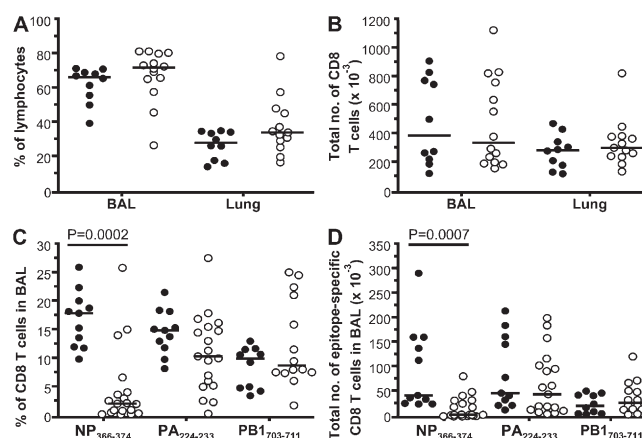 A
% of lymphocytes
100
80
60
40
20
0
BAL
Lung
B
Total no. of CD8
T cells (x 10⁻³)
1200
1000
800
600
400
200
0
BAL
Lung
C
P=0.0002
% of CD8 T cells in BAL
30
25
20
15
10
5
0
NP366-374
PA224-233
PB1703-711
D
P=0.0007
Total no. of epitope-specific
CD8 T cells in BAL (x 10⁻³)
350
300
250
200
150
100
50
0
NP366-374
PA224-233
PB1703-711